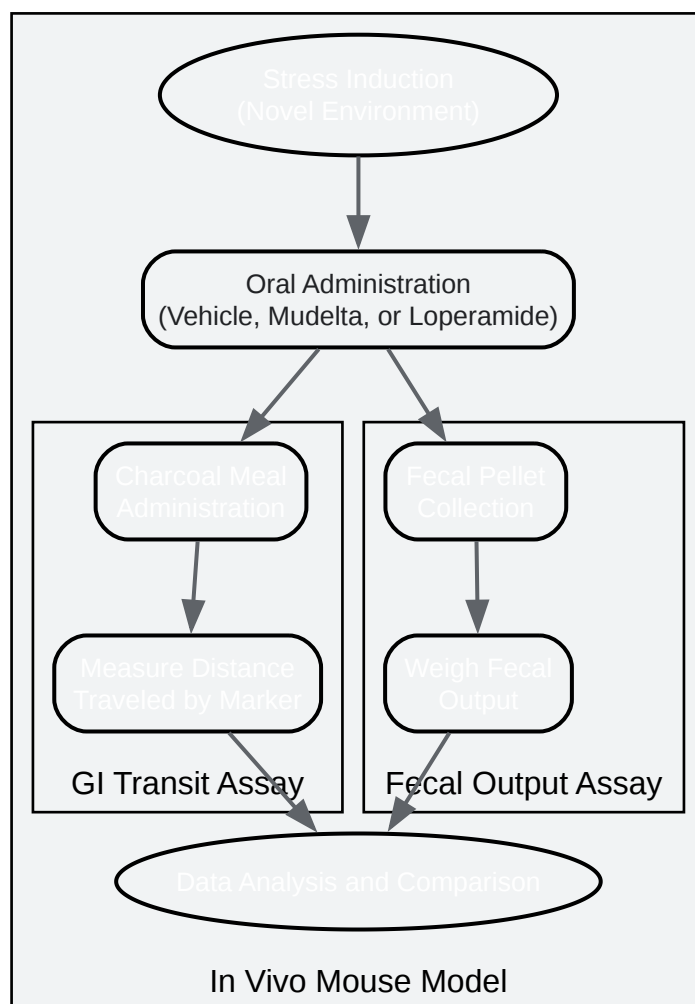 Stress Induction
(Novel Environment)
Oral Administration
(Vehicle, Mudelta, or Loperamide)
Charcoal Meal
Administration
Measure Distance
Traveled by Marker
GI Transit Assay
Fecal Pellet
Collection
Weigh Fecal
Output
Fecal Output Assay
Data Analysis and Comparison
In Vivo Mouse Model